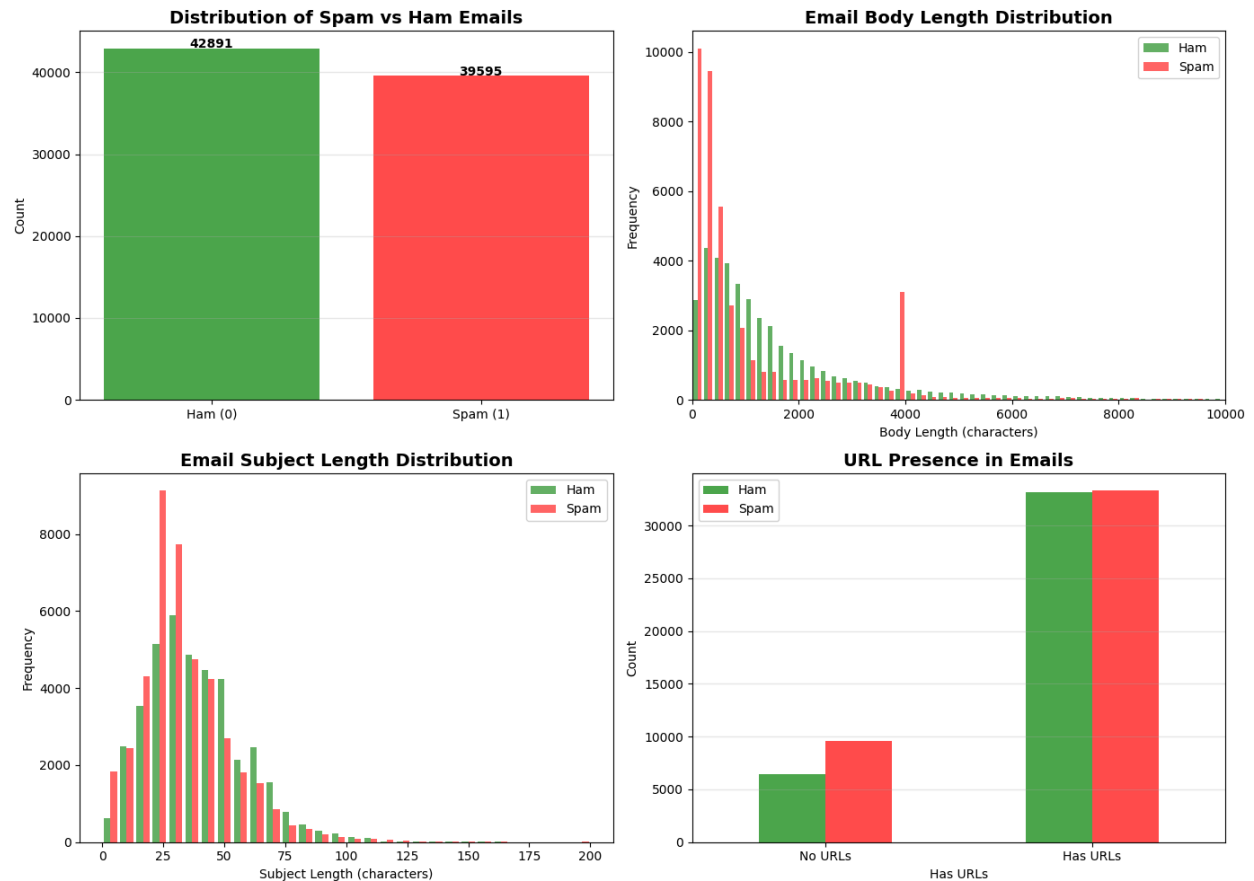 Distribution of Spam vs Ham Emails
42891
39595
40000
30000
20000
10000
0
Count
Ham (0)
Spam (1)
Email Body Length Distribution
Ham
Spam
10000
8000
6000
4000
2000
0
Frequency
0
2000
4000
6000
8000
10000
Body Length (characters)
Email Subject Length Distribution
Ham
Spam
8000
6000
4000
2000
0
Frequency
0
25
50
75
100
125
150
175
200
Subject Length (characters)
URL Presence in Emails
Ham
Spam
30000
25000
20000
15000
10000
5000
0
Count
No URLs
Has URLs
Has URLs